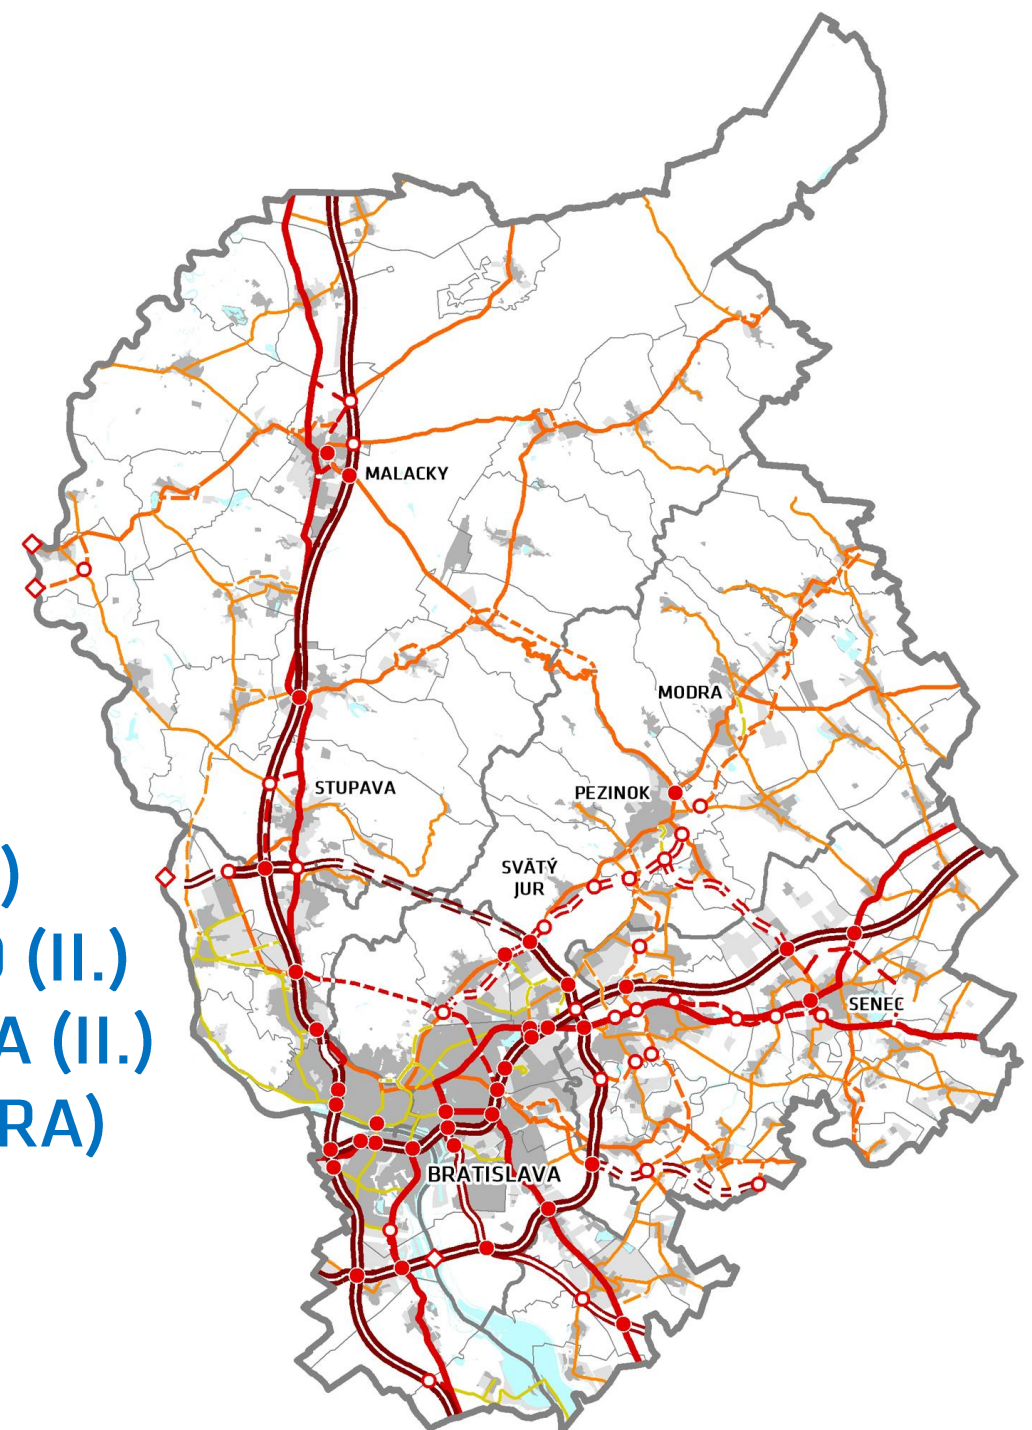 MALACKY
MODRA
STUPAVA
PEZINOK
SVÄTÝ
JUR
)
(II.)
A (II.)
SENEC
RA)
BRATISLAVA